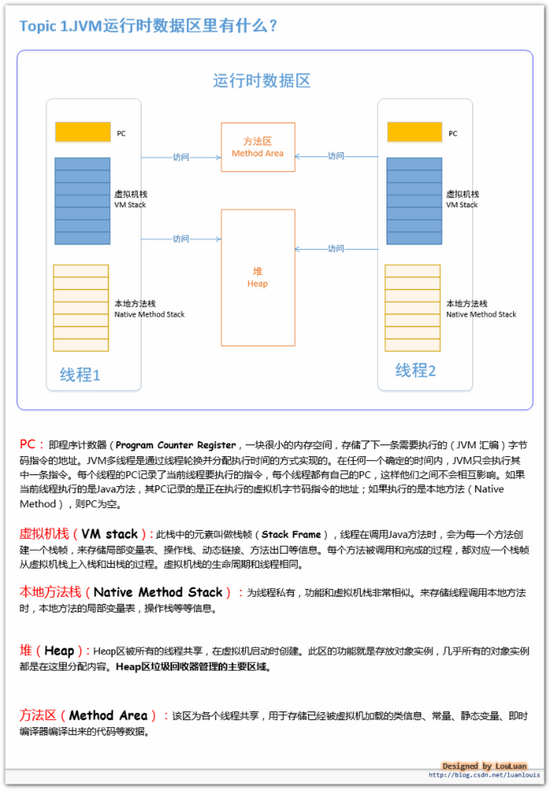 Topic 1.JVM运行时数据区里有什么?
运行时数据区
PC
虚拟机栈
VM Stack
本地方法栈
Native Method Stack
线程1
访问
访问
方法区
Method Area
堆
Heap
访问
访问
PC
虚拟机栈
VM Stack
本地方法栈
Native Method Stack
线程2
PC：即程序计数器（Program Counter Register，一块很小的内存空间，存储了下一条需要执行的（JVM 汇编）字节
码指令的地址。JVM多线程是通过线程轮换并分配执行时间的方式实现的。在任何一个确定的时间内，JVM只会执行其
中一条指令。每个线程的PC记录了当前线程要执行的指令，每个线程都有自己的PC，这样他们之间不会相互影响。如果
当前线程执行的是Java方法，其PC记录的是正在执行的虚拟机字节码指令的地址；如果执行的是本地方法（Native
Method），则PC为空。
虚拟机栈（VM stack）：此栈中的元素叫做栈帧（Stack Frame），线程在调用Java方法时，会为每一个方法创
建一个栈帧，来存储局部变量表、操作栈、动态链接、方法出口等信息。每个方法被调用和完成的过程，都对应一个栈帧
从虚拟机栈上入栈和出栈的过程。虚拟机栈的生命周期和线程相同。
本地方法栈（Native Method Stack）：为线程私有，功能和虚拟机栈非常相似。来存储线程调用本地方法
时，本地方法的局部变量表，操作栈等等信息。
堆（Heap）：Heap区被所有的线程共享，在虚拟机启动时创建。此区的功能就是存放对象实例，几乎所有的对象实例
都是在这里分配内容。Heap区垃圾回收器管理的主要区域。
方法区（Method Area）：该区为各个线程共享，用于存储已经被虚拟机加载的类信息、常量、静态变量、即时
编译器编译出来的代码等数据。
Designed by LouLuan
http://blog.csdn.net/luanlouis